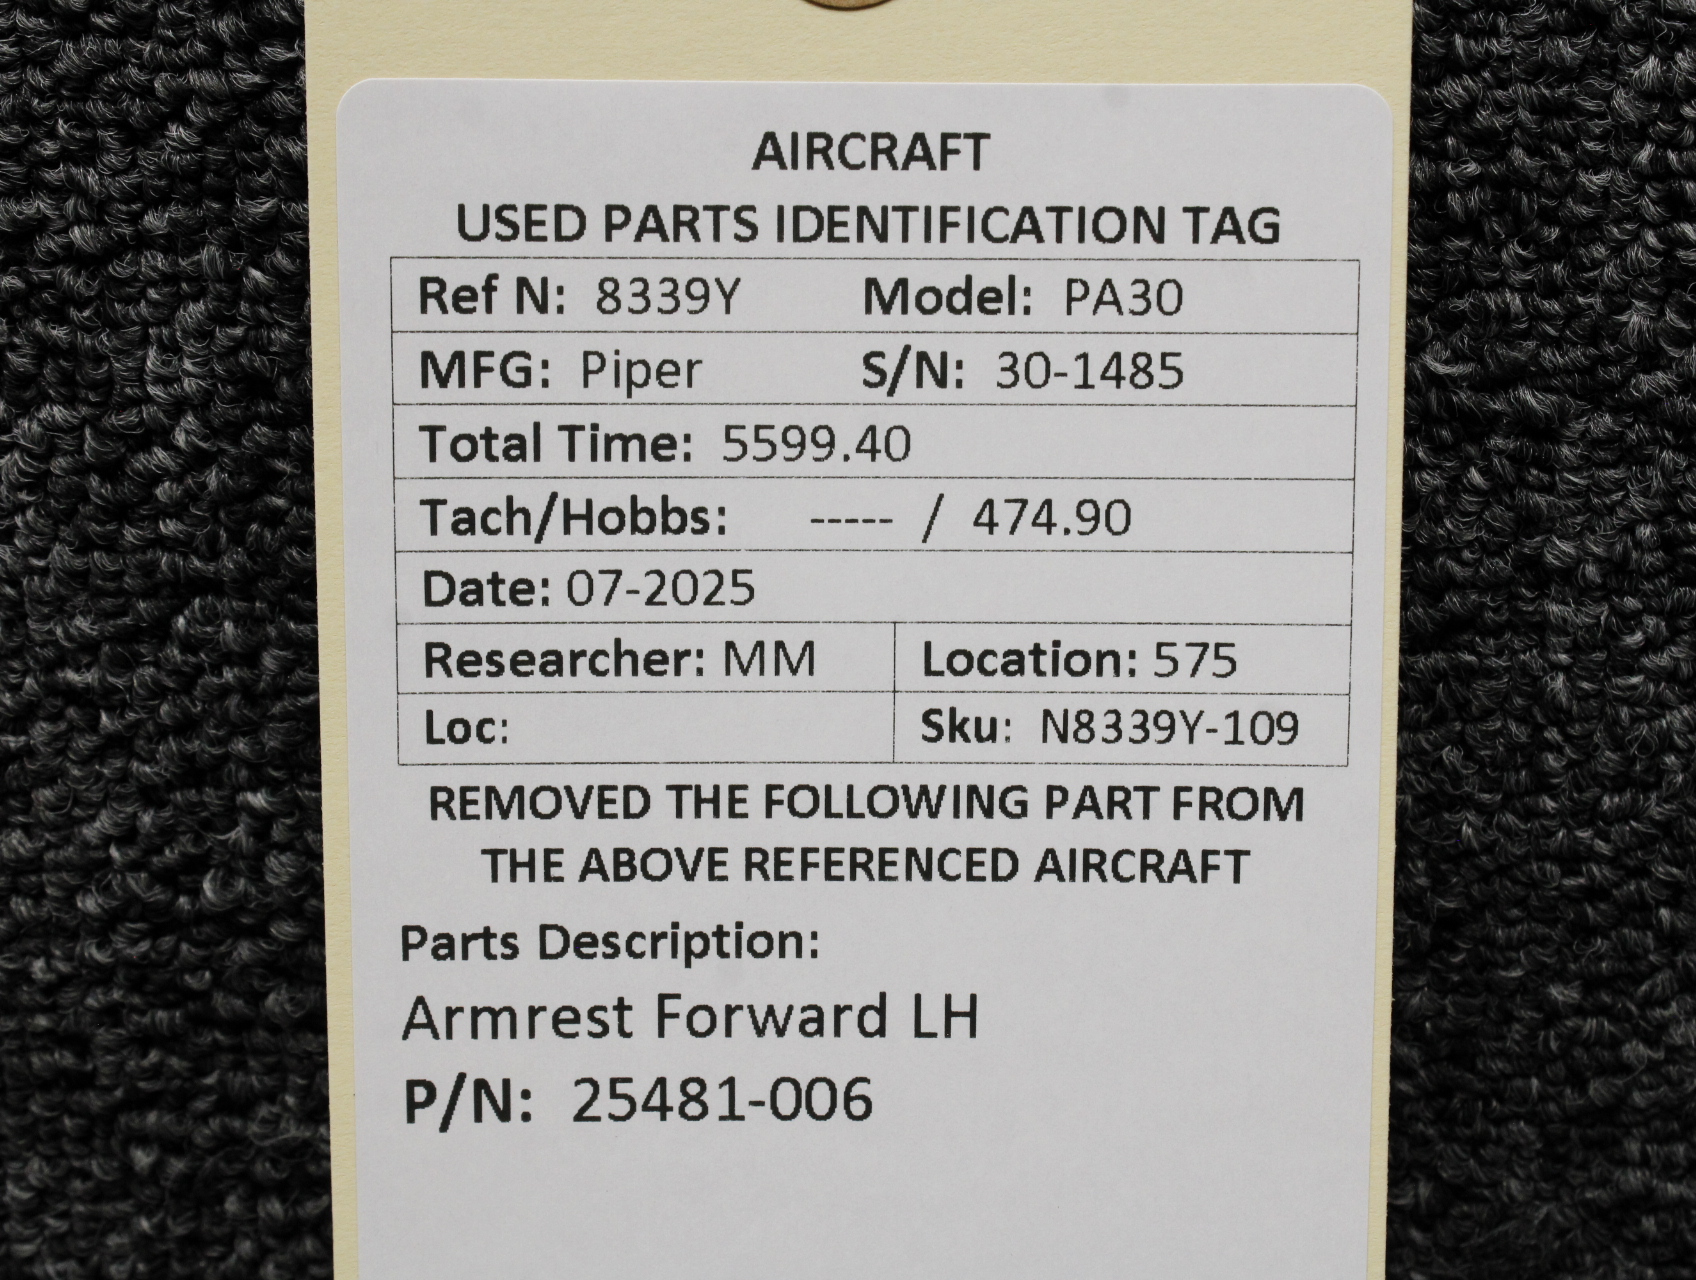 AIRCRAFT
USED PARTS IDENTIFICATION TAG
Ref N: 8339Y Model: PA30
MFG: Piper S/N: 30-1485
Total Time: 5599.40
Tach/Hobbs: ----- / 474.90
Date: 07-2025
Researcher: MM Location: 575
Loc: Sku: N8339Y-109
REMOVED THE FOLLOWING PART FROM
THE ABOVE REFERENCED AIRCRAFT
Parts Description:
Armrest Forward LH
P/N: 25481-006